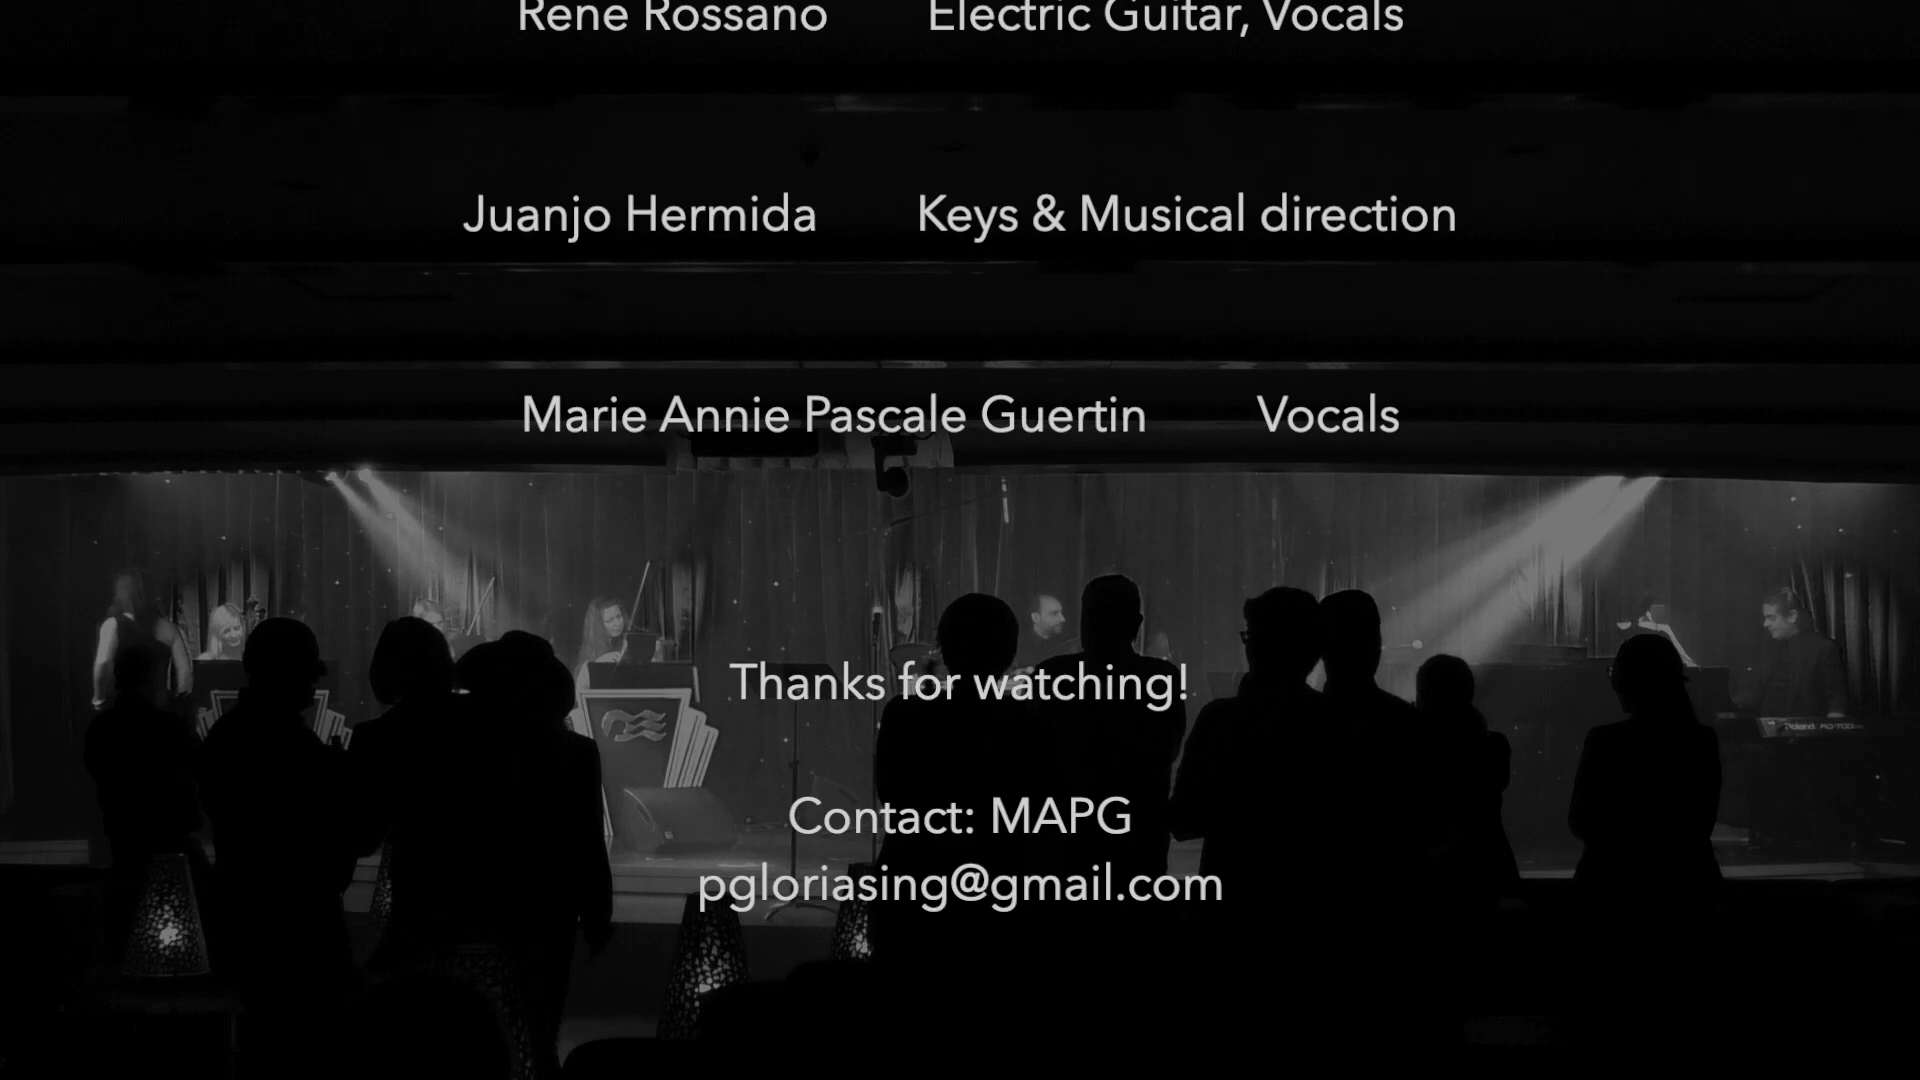 Rene Rossano Electric Guitar, Vocals
Juanjo Hermida Keys & Musical direction
Marie Annie Pascale Guertin Vocals
Thanks for watching!
Contact: MAPG
pgloriasing@gmail.com
Roland